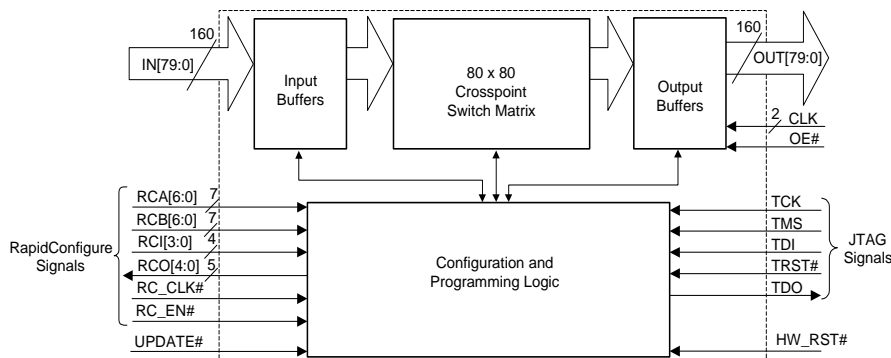 160
IN[79:0]
Input
Buffers
80 x 80
Crosspoint
Switch Matrix
Output
Buffers
160
OUT[79:0]
2
CLK
OE#
RapidConfigure
Signals
RCA[6:0] 7
RCB[6:0] 7
RCI[3:0] 4
RCO[4:0] 5
RC_CLK#
RC_EN#
UPDATE#
Configuration and
Programming Logic
TCK
TMS
TDI
TRST#
TDO
JTAG
Signals
HW_RST#